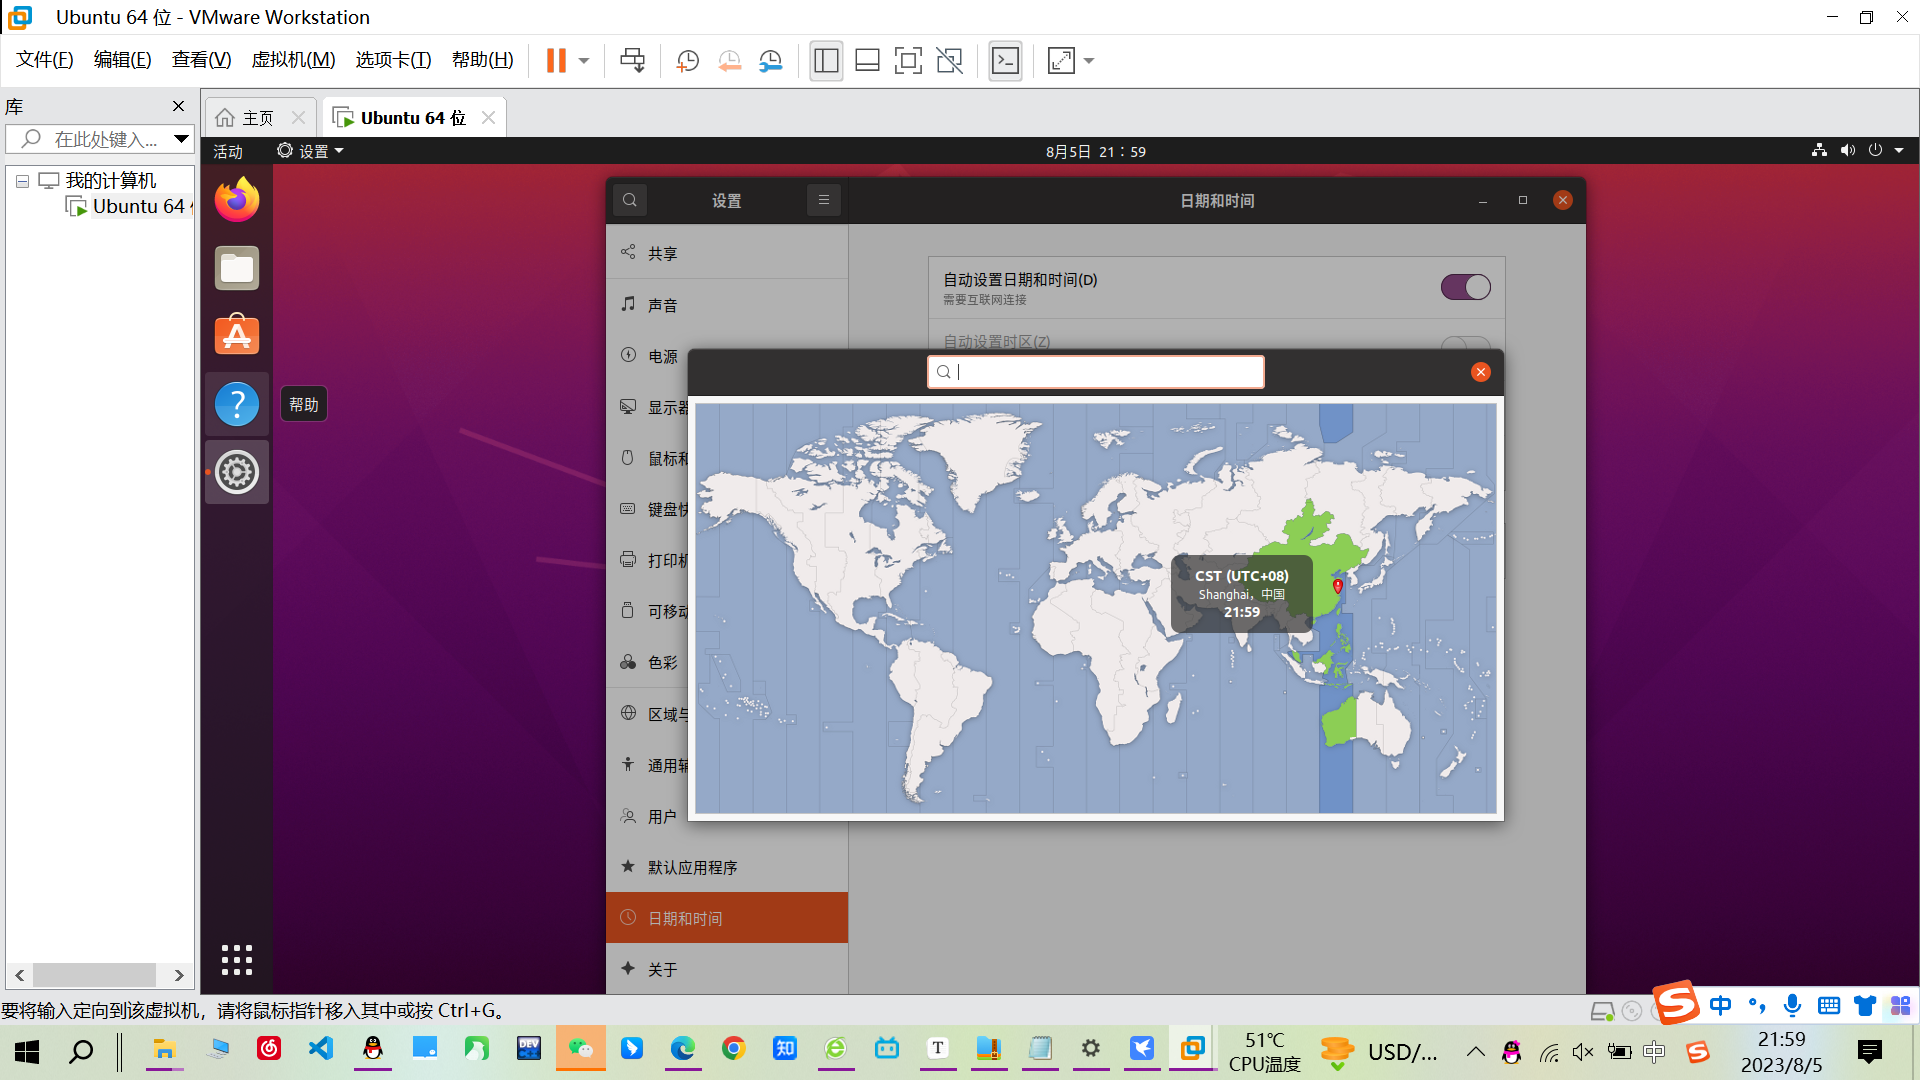 Ubuntu 64 位 - VMware Workstation
文件(F) 编辑(E) 查看(V) 虚拟机(M) 选项卡(T) 帮助(H)
库
在此处键入...
我的计算机
Ubuntu 64
主页
Ubuntu 64 位
活动
设置
8月5日 21：59
帮助
设置
日期和时间
共享
声音
电源
显示器
鼠标和
键盘快
打印机
可移动
色彩
区域与
通用辅
用户
默认应用程序
日期和时间
关于
自动设置日期和时间(D)
需要互联网连接
自动设置时区(Z)
CST (UTC+08)
Shanghai，中国
21:59
要将输入定向到该虚拟机，请将鼠标指针移入其中或按 Ctrl+G。
中
DEV
知
T
51℃
CPU温度
USD/...
中
21:59
2023/8/5